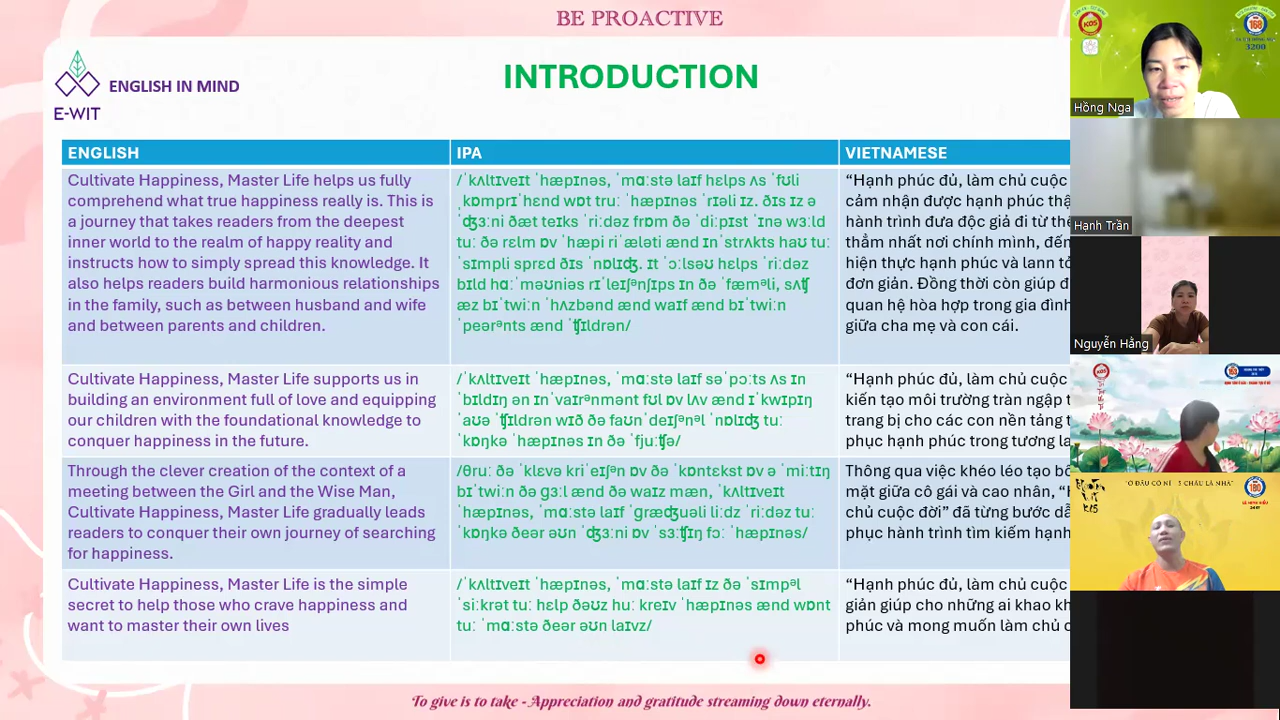 BE PROACTIVE
ENGLISH IN MIND
E-WIT
INTRODUCTION
ENGLISH
IPA
VIETNAMESE
Cultivate Happiness, Master Life helps us fully
comprehend what true happiness really is. This is
a journey that takes readers from the deepest
inner world to the realm of happy reality and
instructs how to simply spread this knowledge. It
also helps readers build harmonious relationships
in the family, such as between husband and wife
and between parents and children.
/ˈkʌltɪveɪt ˈhæpɪnəs, ˈmɑːstə laɪf hɛlps ʌs ˈfʊli
ˈkɒmprɪˈhɛnd wɒt truː ˈhæpɪnəs ˈrɪəli ɪz. ðɪs ɪz ə
ˈʤɜːni ðæt teɪks ˈriːdəz frɒm ðə ˈdiːpɪst ˈɪnə wɜːld
tuː ðə rɛlm ɒv ˈhæpi riˈæləti ænd ɪnˈstrʌkts haʊ tuː
ˈsɪmpli sprɛd ðɪs ˈnɒlɪʤ. ɪt ˈɔːlsəʊ hɛlps ˈriːdəz
bɪld hɑːˈməʊniəs rɪˈleɪʃᵊnʃɪps ɪn ðə ˈfæmᵊli, sʌʧ
æz bɪˈtwiːn ˈhʌzbənd ænd waɪf ænd bɪˈtwiːn
ˈpeərᵊnts ænd ˈʧɪldrən/
“Hạnh phúc đủ, làm chủ cuộc
cảm nhận được hạnh phúc thậ
hành trình đưa độc giả đi từ thế
thẳm nhất nơi chính mình, đến
hiện thực hạnh phúc và lann tỏ
đơn giản. Đồng thời còn giúp đ
quan hệ hòa hợp trong gia đình
giữa cha mẹ và con cái.
Cultivate Happiness, Master Life supports us in
building an environment full of love and equipping
our children with the foundational knowledge to
conquer happiness in the future.
/ˈkʌltɪveɪt ˈhæpɪnəs, ˈmɑːstə laɪf səˈpɔːts ʌs ɪn
ˈbɪldɪŋ ən ɪnˈvaɪrᵊnmənt fʊl ɒv lʌv ænd ɪˈkwɪpɪŋ
ˈaʊə ˈʧɪldrən wɪð ðə faʊnˈdeɪʃᵊnᵊl ˈnɒlɪʤ tuː
ˈkɒŋkə ˈhæpɪnəs ɪn ðə ˈfjuːʧə/
“Hạnh phúc đủ, làm chủ cuộc
kiến tạo môi trường tràn ngập t
trang bị cho các con nền tảng t
phục hạnh phúc trong tương la
Through the clever creation of the context of a
meeting between the Girl and the Wise Man,
Cultivate Happiness, Master Life gradually leads
readers to conquer their own journey of searching
for happiness.
/θruː ðə ˈklɛvə kriˈeɪʃᵊn ɒv ðə ˈkɒntɛkst ɒv ə ˈmiːtɪŋ
bɪˈtwiːn ðə ɡɜːl ænd ðə waɪz mæn, ˈkʌltɪveɪt
ˈhæpɪnəs, ˈmɑːstə laɪf ˈɡræʤuəli liːdz ˈriːdəz tuː
ˈkɒŋkə ðeər əʊn ˈʤɜːni ɒv ˈsɜːʧɪŋ fɔː ˈhæpɪnəs/
Thông qua việc khéo léo tạo bố
mặt giữa cô gái và cao nhân, “H
chủ cuộc đời” đã từng bước dẫ
phục hành trình tìm kiếm hạnh
Cultivate Happiness, Master Life is the simple
secret to help those who crave happiness and
want to master their own lives
/ˈkʌltɪveɪt ˈhæpɪnəs, ˈmɑːstə laɪf ɪz ðə ˈsɪmpᵊl
ˈsiːkrət tuː hɛlp ðəʊz huː kreɪv ˈhæpɪnəs ænd wɒnt
tuː ˈmɑːstə ðeər əʊn laɪvz/
“Hạnh phúc đủ, làm chủ cuộc
giản giúp cho những ai khao kh
phúc và mong muốn làm chủ c
To give is to take - Appreciation and gratitude streaming down eternally.
KOS
168
3200
Hồng Nga
Hạnh Trần
Nguyễn Hằng
"Ở ĐÂU CÓ NÌ - 5 CHÂU LÀ NHÀ"
180